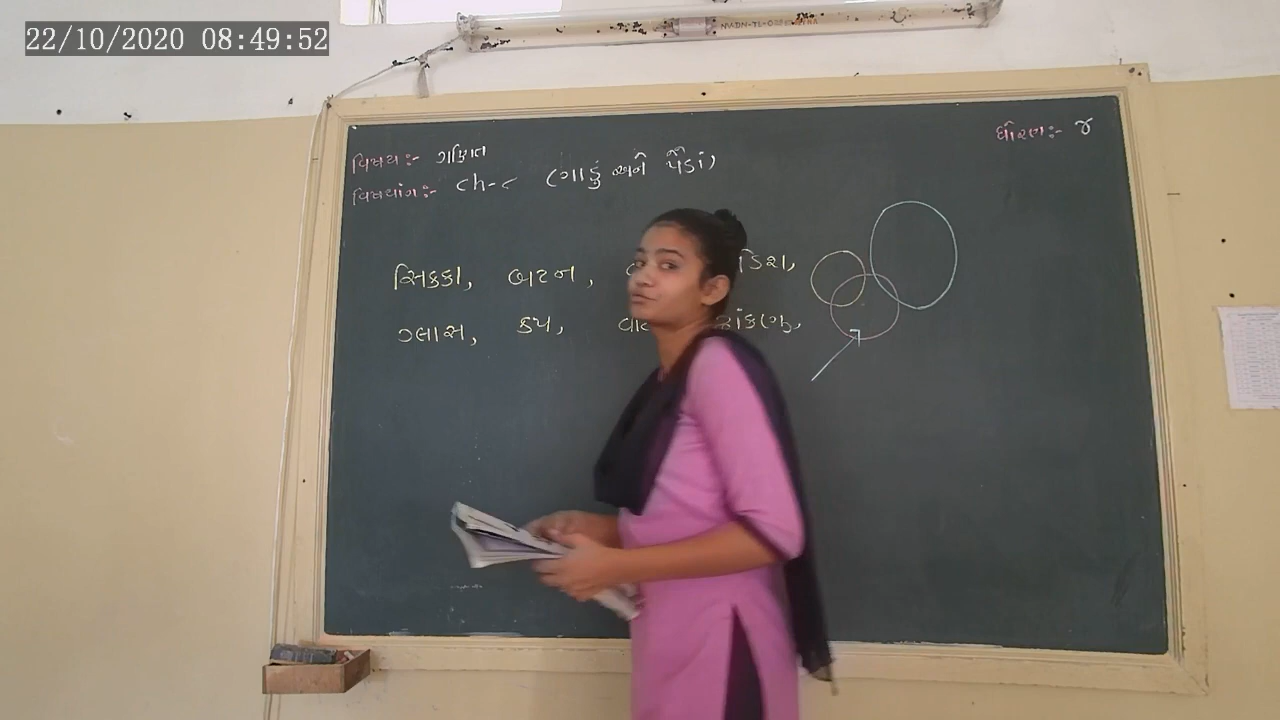 22/10/2020 08:49:52
ધોરણ:- ૪
વિષય:- ગણિત
વિષયાંગ:- ch-૮ (ગાડું અને પૈડાં)
સિક્કા, બટન, ડિશ,
ગ્લાસ, કપ,